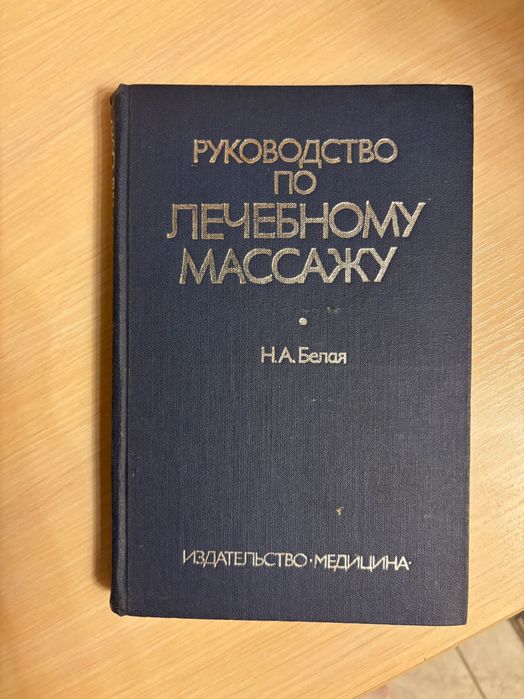 РУКОВОДСТВО
ПО
ЛЕЧЕБНОМУ
МАССАЖУ
•
Н.А.Белая
ИЗДАТЕЛЬСТВО·МЕДИЦИНА·